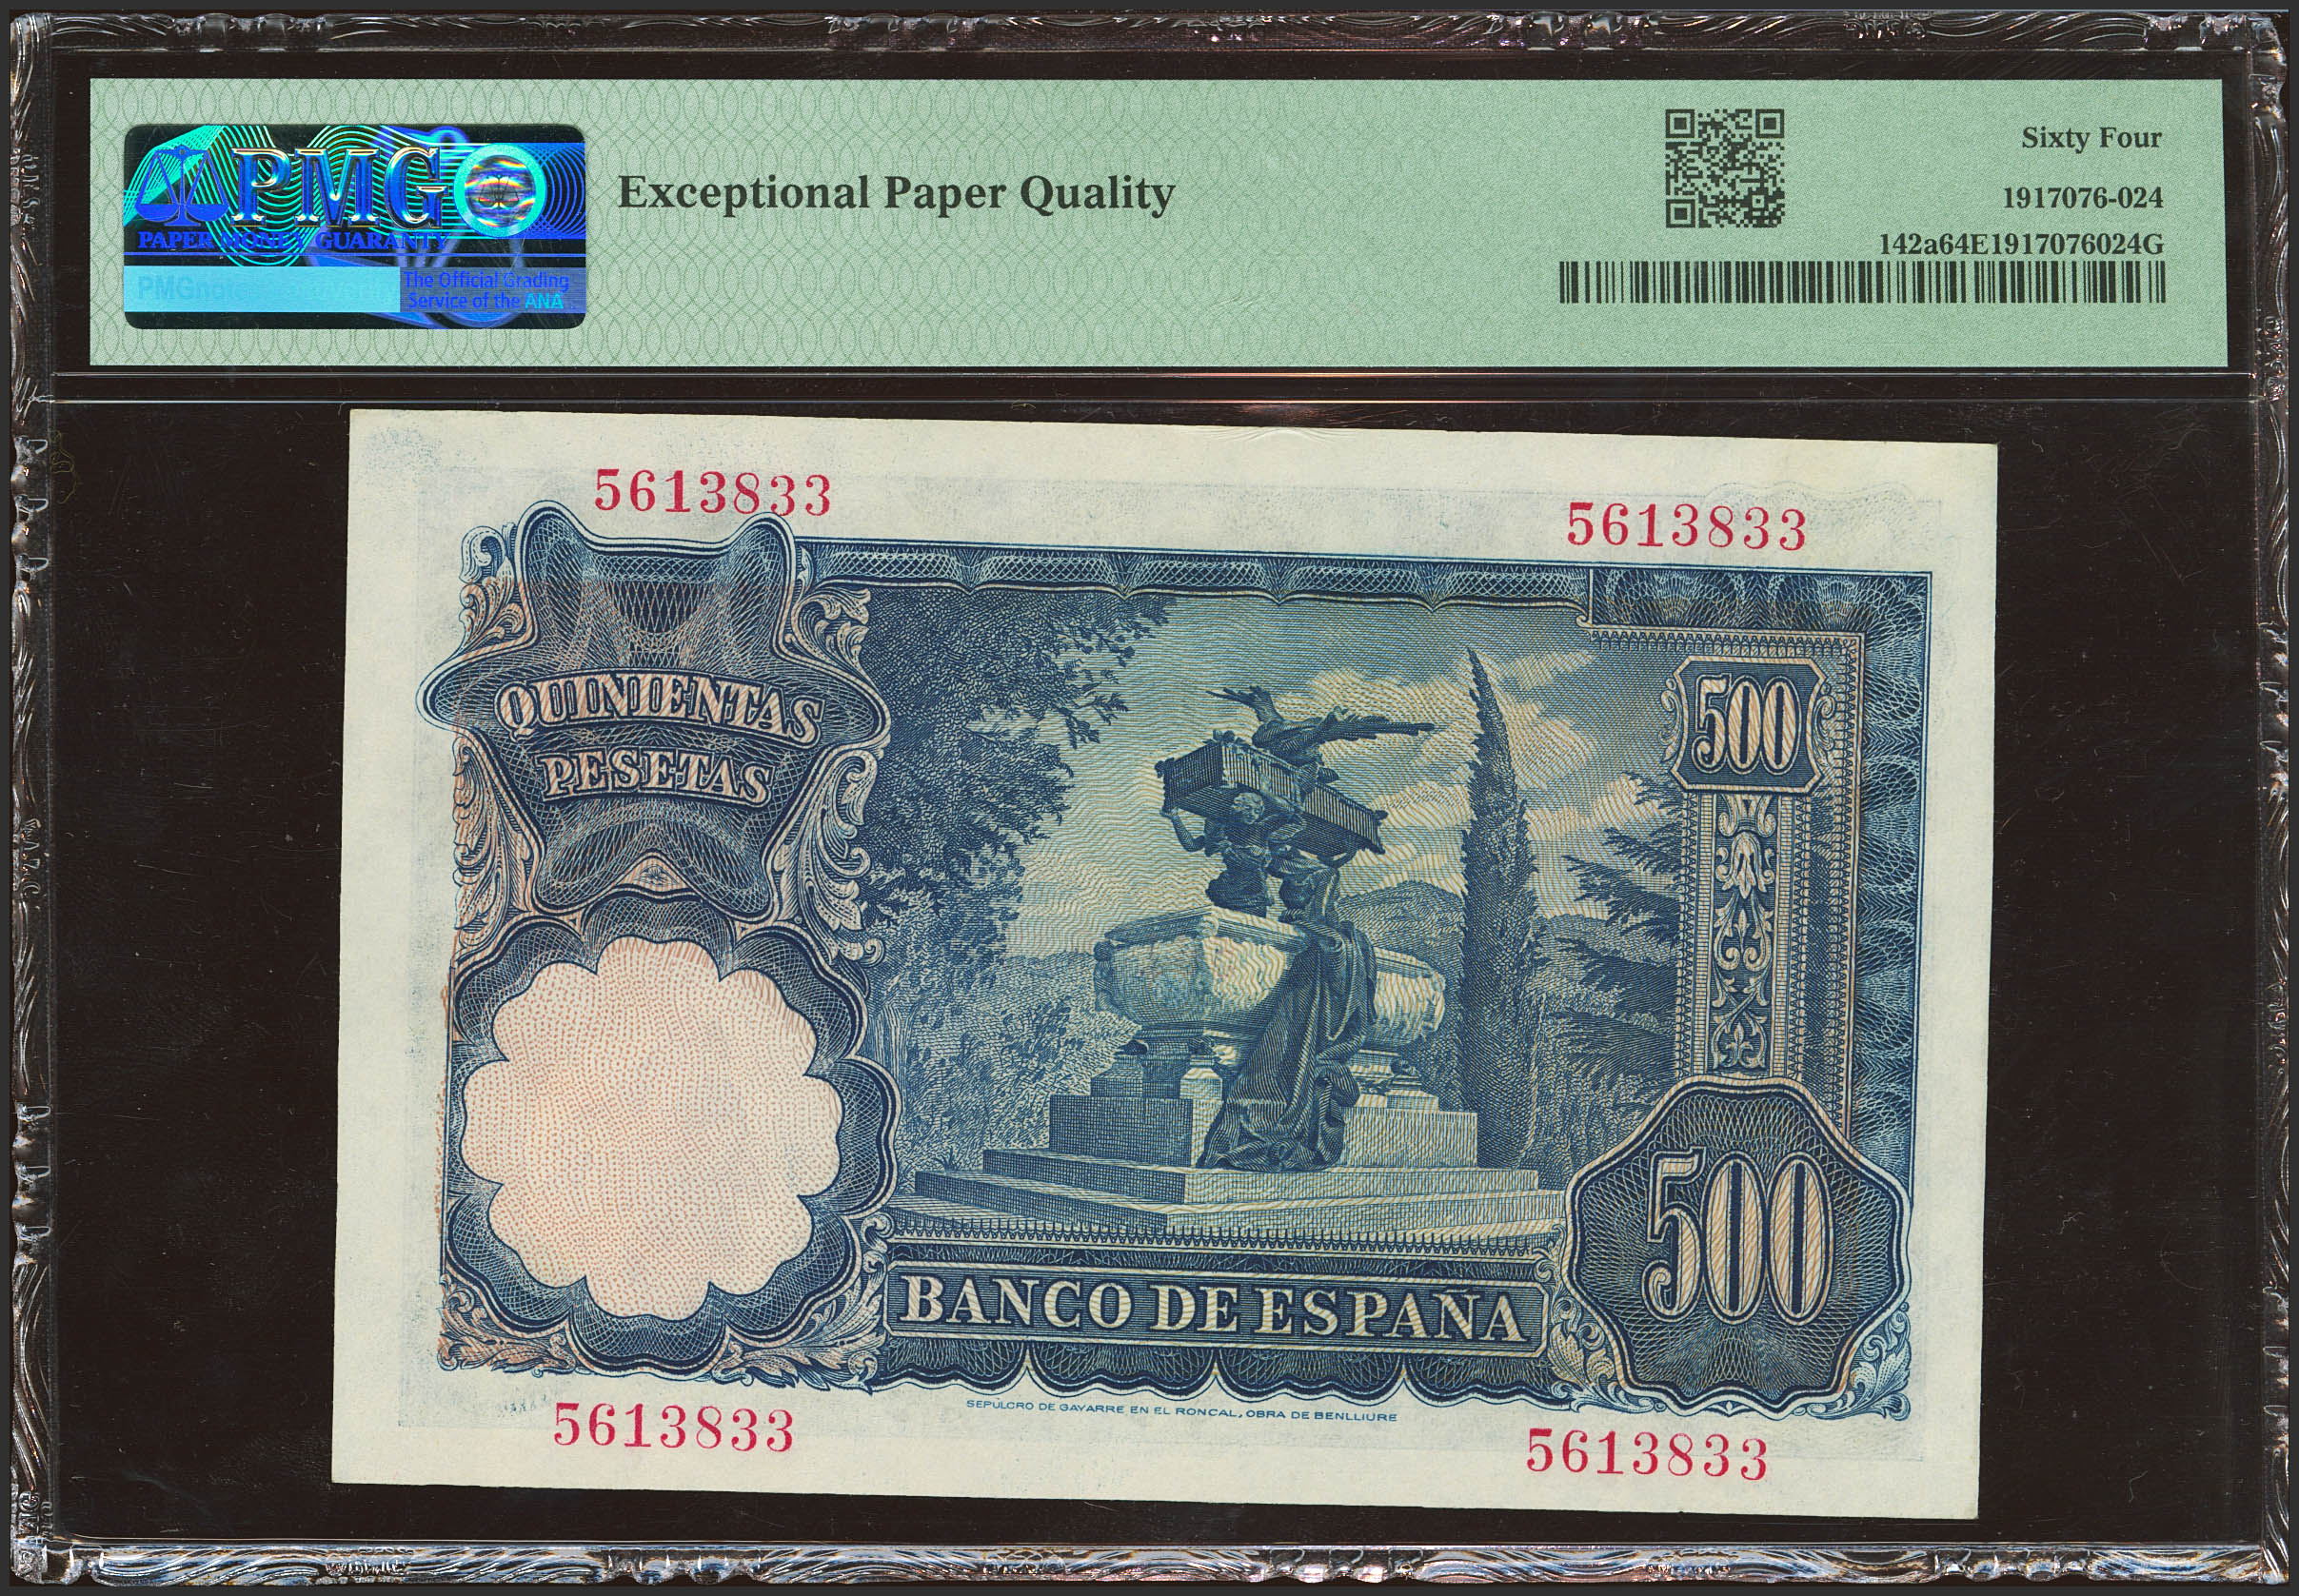 PMG
PAPER MONEY GUARANTY
The Official Grading
Service of the ANA
Exceptional Paper Quality
Sixty Four
1917076-024
142a64E1917076024G
5613833
5613833
QUINIENTAS
PESETAS
500
500
BANCO DE ESPAÑA
SEPULCRO DE GAYARRE EN EL RONCAL, OBRA DE BENLLIURE
5613833
5613833